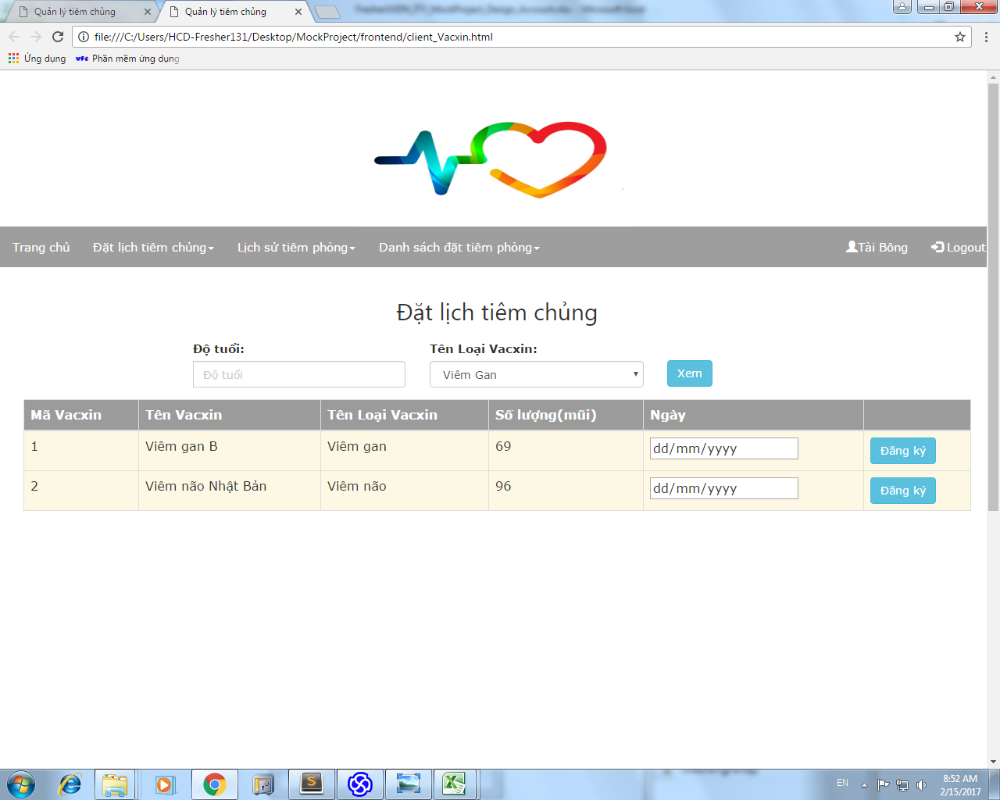 Quản lý tiêm chủng
Quản lý tiêm chủng
file:///C:/Users/HCD-Fresher131/Desktop/MockProject/frontend/client_Vacxin.html
Ứng dụng VFC Phần mềm ứng dụng
Trang chủ Đặt lịch tiêm chủng Lịch sử tiêm phòng Danh sách đặt tiêm phòng Tài Bông Logout
Đặt lịch tiêm chủng
Độ tuổi: Tên Loại Vacxin:
Độ tuổi Viêm Gan Xem
Mã Vacxin Tên Vacxin Tên Loại Vacxin Số lượng(mũi) Ngày
1 Viêm gan B Viêm gan 69 dd/mm/yyyy Đăng ký
2 Viêm não Nhật Bản Viêm não 96 dd/mm/yyyy Đăng ký
EN 8:52 AM
2/15/2017